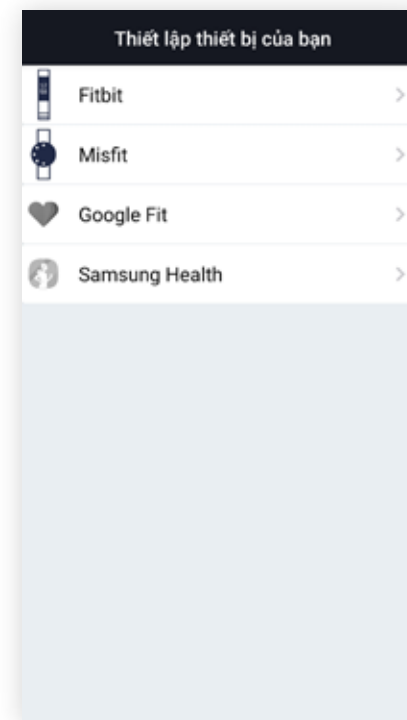 Thiết lập thiết bị của bạn
Fitbit
Misfit
Google Fit
Samsung Health